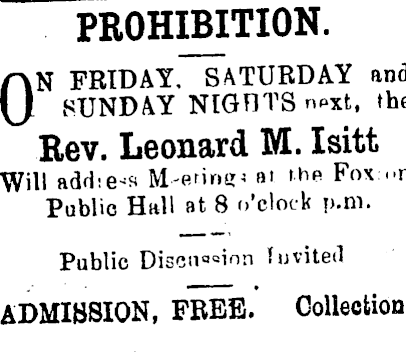 PROHIBITION.
ON FRIDAY, SATURDAY and
SUNDAY NIGHTS next, the
Rev. Leonard M. Isitt
Will address Meetings at the Foxton
Public Hall at 8 o'clock p.m.
Public Discussion Invited
ADMISSION, FREE. Collection